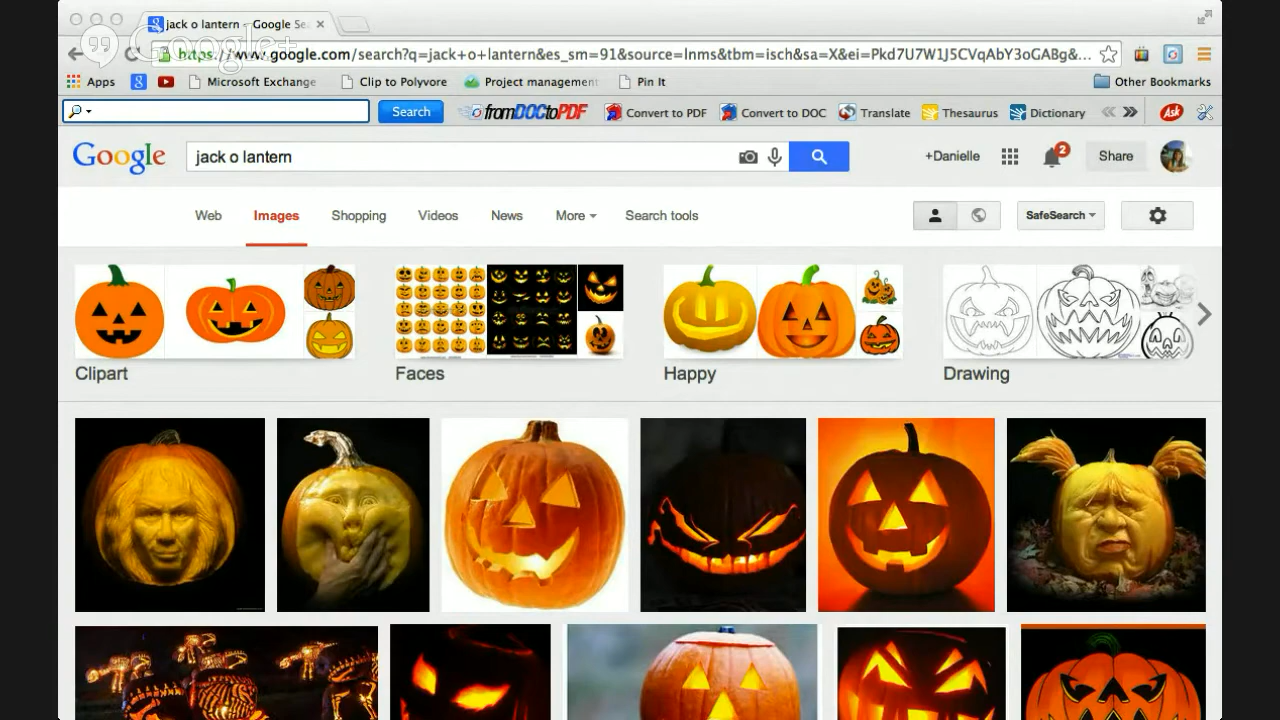 jack o lantern - Google Se
Google+
https://www.google.com/search?q=jack+o+lantern&es_sm=91&source=lnms&tbm=isch&sa=X&ei=Pkd7U7W1J5CVqAbY3oGABg&...
Apps Microsoft Exchange Clip to Polyvore Project management Pin It Other Bookmarks
Search fromDOCtoPDF Convert to PDF Convert to DOC Translate Thesaurus Dictionary Ask
Google jack o lantern +Danielle 2 Share
Web Images Shopping Videos News More Search tools SafeSearch
Clipart Faces Happy Drawing